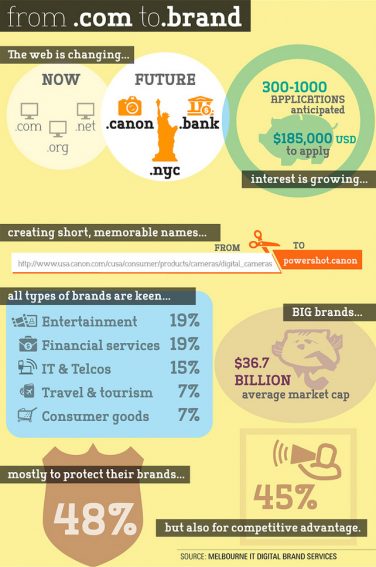 from .com to.brand
The web is changing...
NOW
.com
.net
.org
FUTURE
.canon
.bank
.nyc
300-1000
APPLICATIONS
anticipated
$185,000 USD
to apply
interest is growing...
creating short, memorable names...
FROM
TO
http://www.usa.canon.com/cusa/consumer/products/cameras/digital_cameras
powershot.canon
all types of brands are keen...
Entertainment 19%
Financial services 19%
IT & Telcos 15%
Travel & tourism 7%
Consumer goods 7%
BIG brands...
$36.7
BILLION
average market cap
mostly to protect their brands...
48%
45%
but also for competitive advantage.
SOURCE: MELBOURNE IT DIGITAL BRAND SERVICES